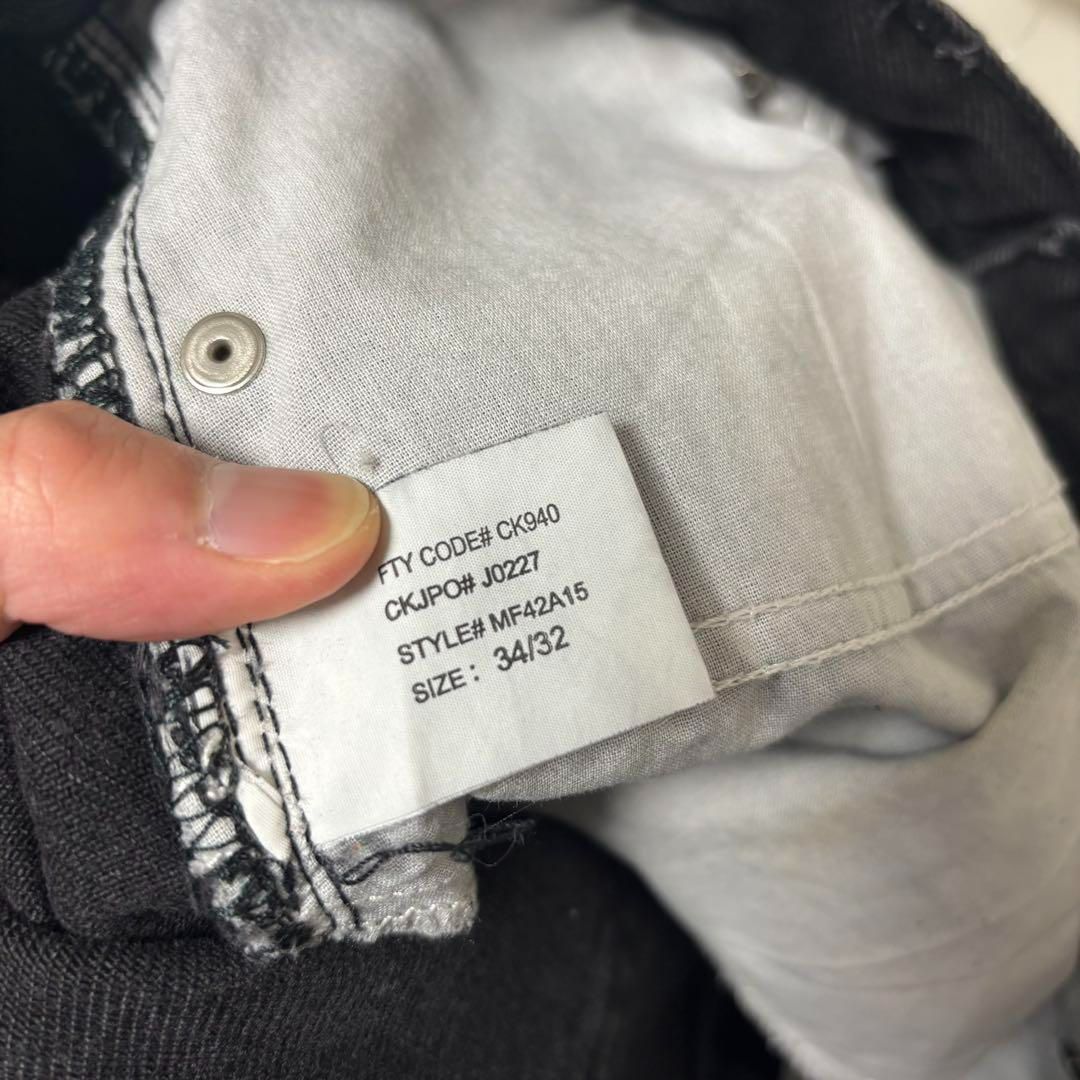 FTY CODE# CK940
CKJPO# J0227
STYLE# MF42A15
SIZE : 34/32